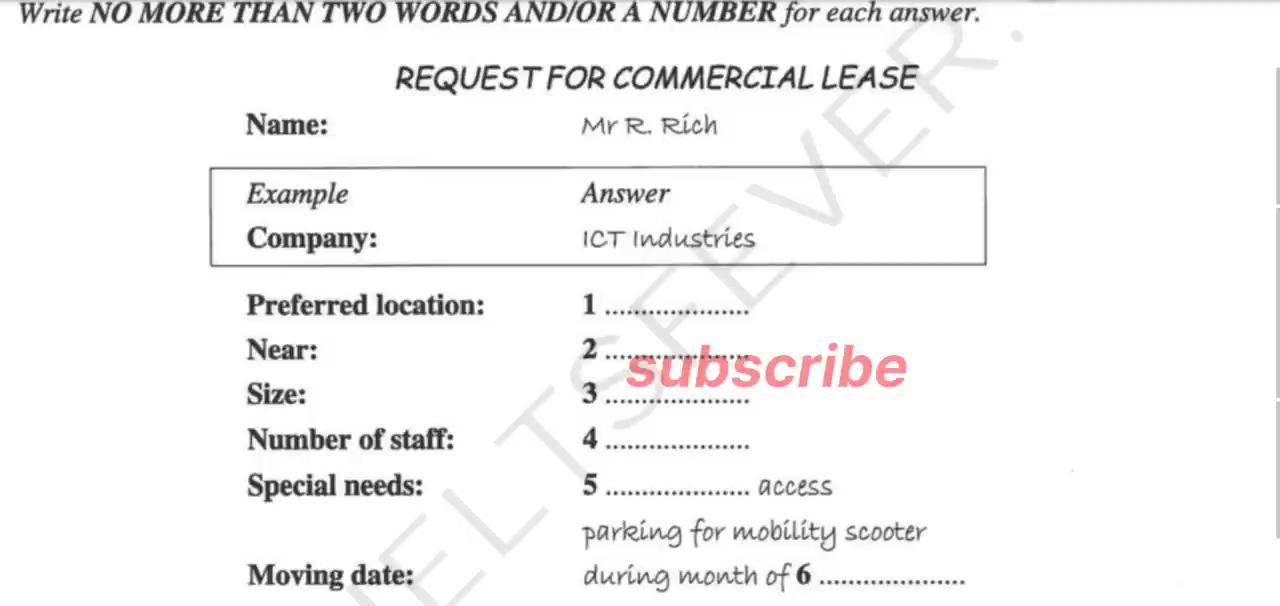 Write NO MORE THAN TWO WORDS AND/OR A NUMBER for each answer.
REQUEST FOR COMMERCIAL LEASE
Name: Mr R. Rich
Example Answer
Company: ICT Industries
Preferred location: 1 ....................
Near: 2 ....................
subscribe
Size: 3 ....................
Number of staff: 4 ....................
Special needs: 5 .................... access
parking for mobility scooter
Moving date: during month of 6 ....................
IELTSFEVER.